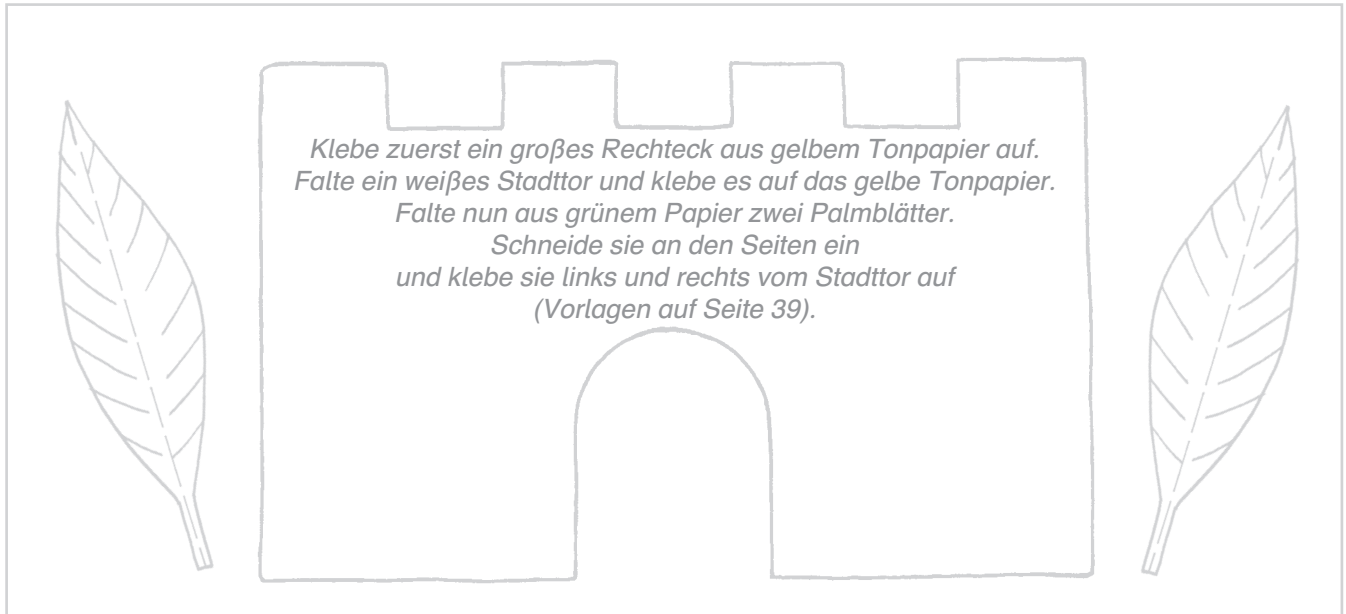 Klebe zuerst ein großes Rechteck aus gelbem Tonpapier auf.
Falte ein weißes Stadttor und klebe es auf das gelbe Tonpapier.
Falte nun aus grünem Papier zwei Palmblätter.
Schneide sie an den Seiten ein
und klebe sie links und rechts vom Stadttor auf
(Vorlagen auf Seite 39).